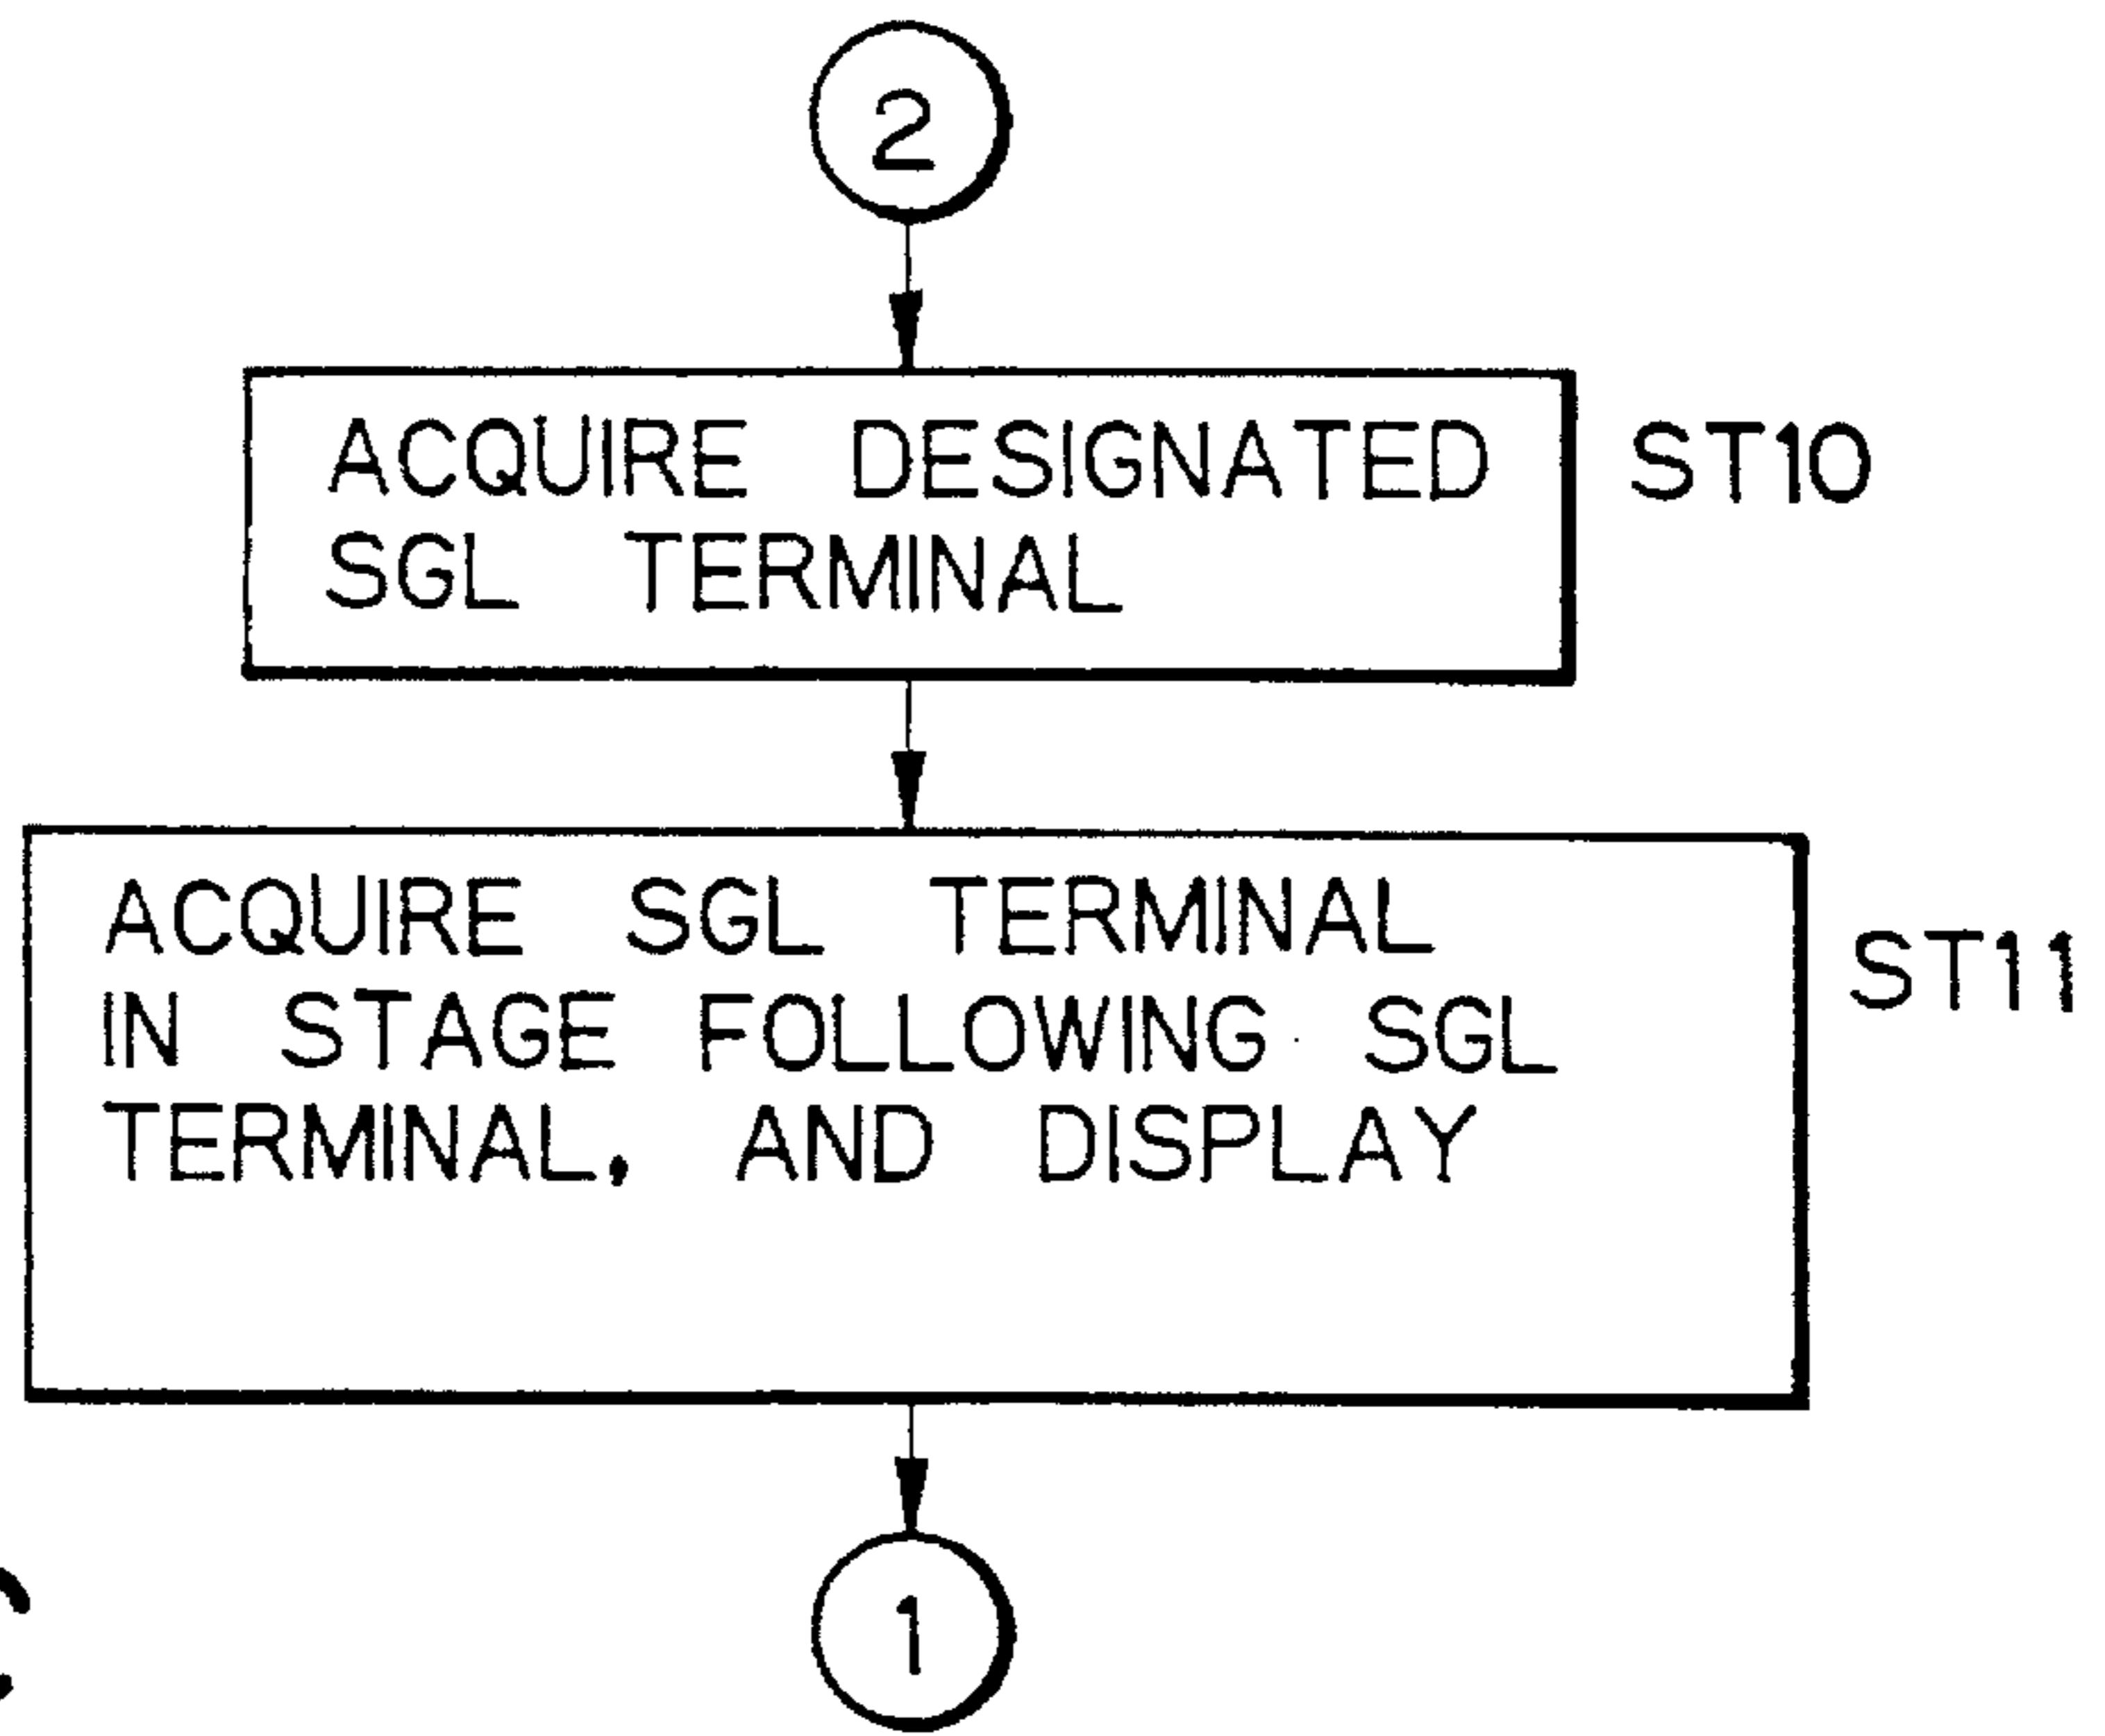 2
ACQUIRE DESIGNATED
SGL TERMINAL
ST10
ACQUIRE SGL TERMINAL
IN STAGE FOLLOWING SGL
TERMINAL, AND DISPLAY
ST11
1